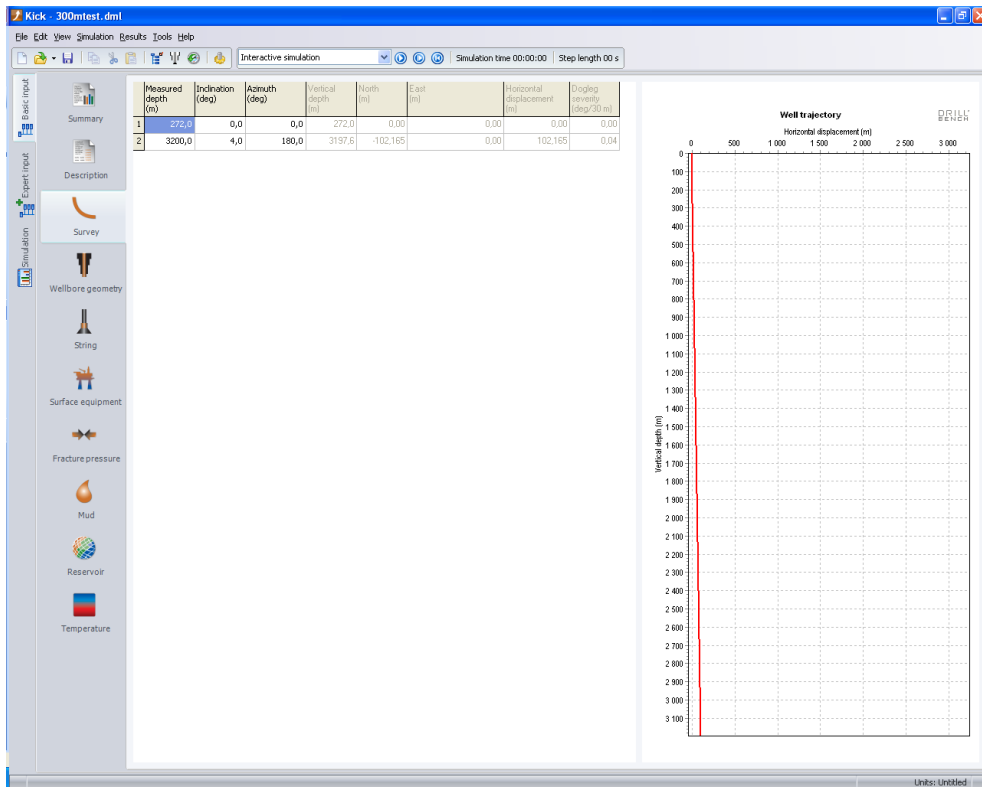 Kick - 300mtest.dml
File Edit View Simulation Results Tools Help
Interactive simulation Simulation time 00:00:00 Step length 00 s
Basic input
Expert input
Simulation
Summary
Description
Survey
Wellbore geometry
String
Surface equipment
Fracture pressure
Mud
Reservoir
Temperature
Measured depth (m) Inclination (deg) Azimuth (deg) Vertical depth (m) North (m) East (m) Horizontal displacement (m) Dogleg severity (deg/30 m)
1 272,0 0,0 0,0 272,0 0,00 0,00 0,00 0,00
2 3200,0 4,0 180,0 3197,6 -102,165 0,00 102,165 0,04
Well trajectory
DRILL BENCH
Horizontal displacement (m)
0 500 1 000 1 500 2 000 2 500 3 000
Vertical depth (m)
0
100
200
300
400
500
600
700
800
900
1 000
1 100
1 200
1 300
1 400
1 500
1 600
1 700
1 800
1 900
2 000
2 100
2 200
2 300
2 400
2 500
2 600
2 700
2 800
2 900
3 000
3 100
Units: Untitled